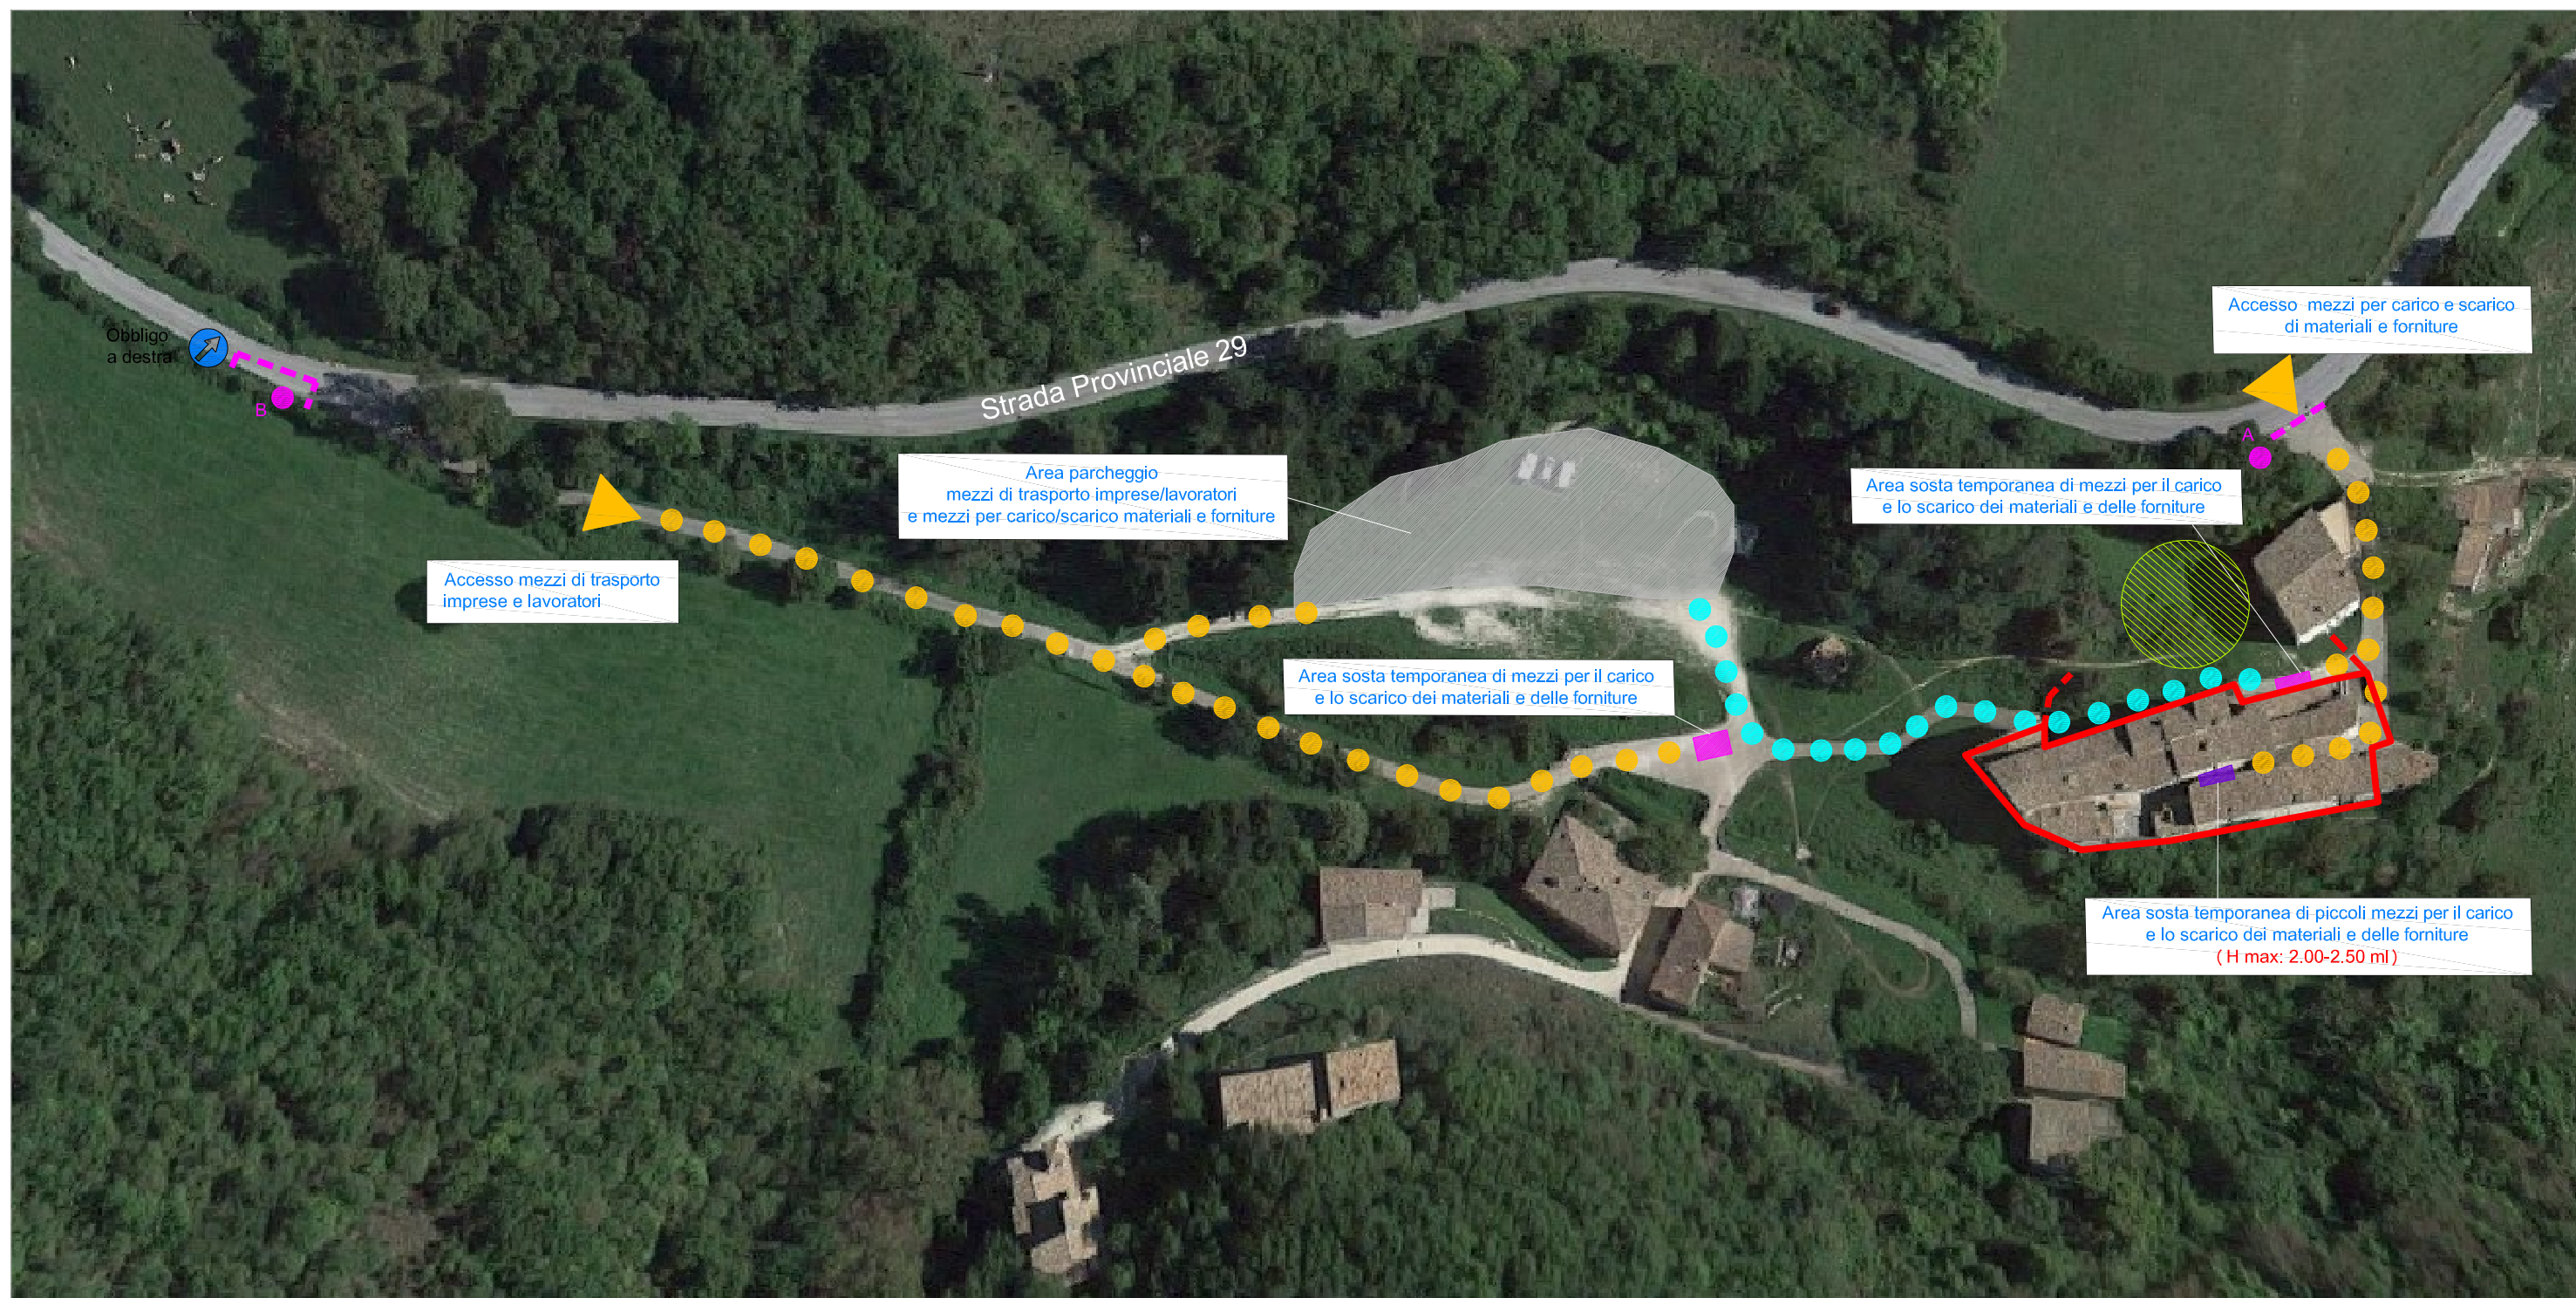 Accesso mezzi per carico e scarico
di materiali e forniture
Obbligo
a destra
Strada Provinciale 29
B
A
Area parcheggio
mezzi di trasporto imprese/lavoratori
e mezzi per carico/scarico materiali e forniture
Area sosta temporanea di mezzi per il carico
e lo scarico dei materiali e delle forniture
Accesso mezzi di trasporto
imprese e lavoratori
Area sosta temporanea di mezzi per il carico
e lo scarico dei materiali e delle forniture
Area sosta temporanea di piccoli mezzi per il carico
e lo scarico dei materiali e delle forniture
( H max: 2.00-2.50 ml )